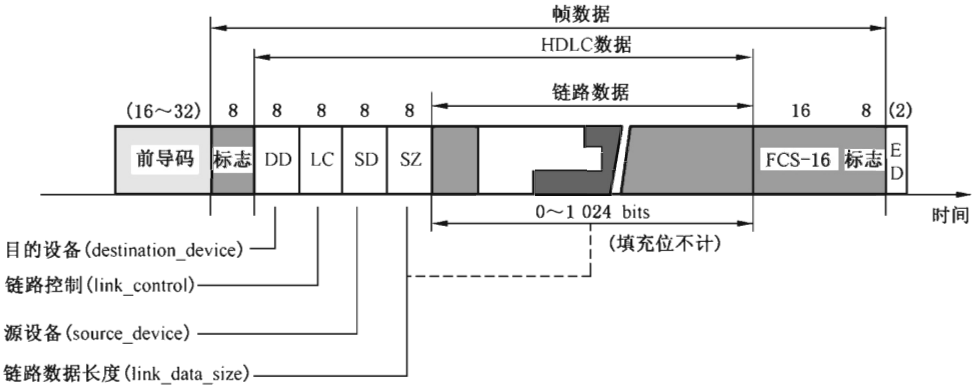 帧数据
HDLC数据
链路数据
(16～32) 8 8 8 8 8 16 8 (2)
前导码 标志 DD LC SD SZ FCS-16 标志 ED
0～1 024 bits
时间
(填充位不计)
目的设备(destination_device)
链路控制(link_control)
源设备(source_device)
链路数据长度(link_data_size)